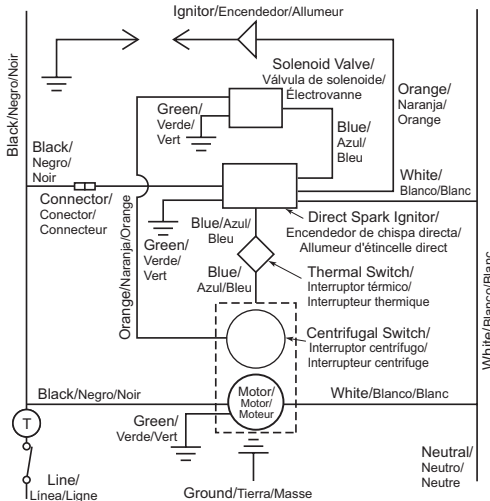 Ignitor/Encendedor/Allumeur
Solenoid Valve/
Válvula de solenoide/
Électrovanne
Orange/
Naranja/
Orange
Green/
Verde/
Vert
Blue/
Azul/
Bleu
Black/Negro/Noir
Black/
Negro/
Noir
White/
Blanco/Blanc
Connector/
Conector/
Connecteur
Green/
Verde/
Vert
Blue/Azul/
Bleu
Direct Spark Ignitor/
Encendedor de chispa directa/
Allumeur d'étincelle direct
Orange/Naranja/Orange
Blue/
Azul/Bleu
Thermal Switch/
Interruptor térmico/
Interrupteur thermique
White/Blanco/Blanc
Centrifugal Switch/
Interruptor centrífugo/
Interrupteur centrifuge
Black/Negro/Noir
Motor/
Motor/
Moteur
White/Blanco/Blanc
T
Green/
Verde/Vert
Neutral/
Neutro/
Neutre
Line/
Línea/Ligne
Ground/Tierra/Masse